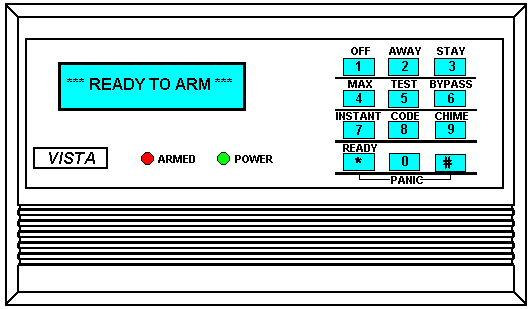 *** READY TO ARM ***
VISTA
ARMED
POWER
OFF AWAY STAY
1 2 3
MAX TEST BYPASS
4 5 6
INSTANT CODE CHIME
7 8 9
READY
* 0 #
PANIC